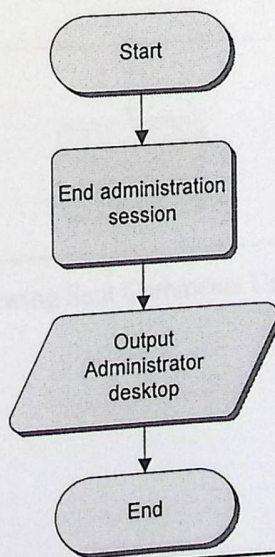 Start
End administration
session
Output
Administrator
desktop
End